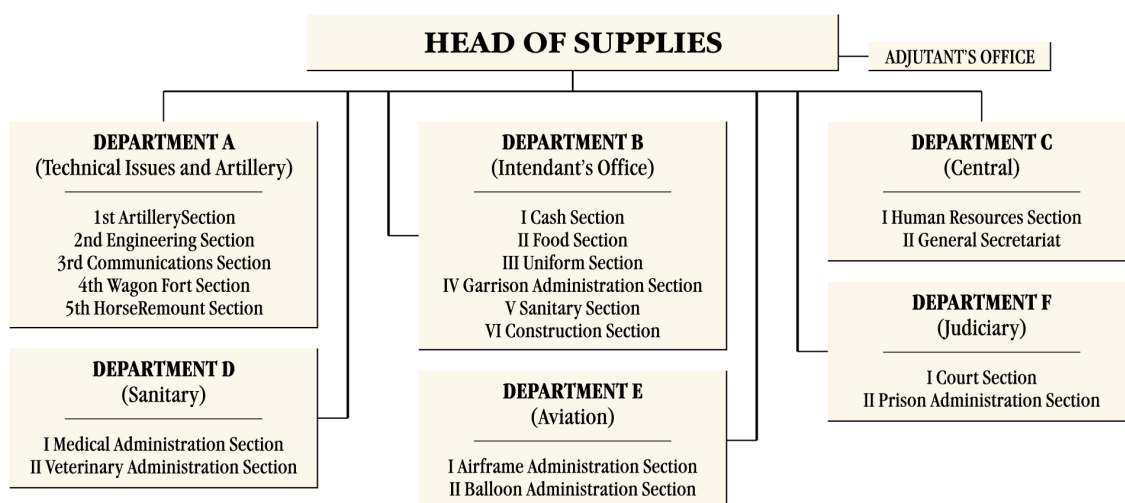 HEAD OF SUPPLIES
ADJUTANT'S OFFICE
DEPARTMENT A
(Technical Issues and Artillery)
1st ArtillerySection
2nd Engineering Section
3rd Communications Section
4th Wagon Fort Section
5th HorseRemount Section
DEPARTMENT B
(Intendant's Office)
I Cash Section
II Food Section
III Uniform Section
IV Garrison Administration Section
V Sanitary Section
VI Construction Section
DEPARTMENT C
(Central)
I Human Resources Section
II General Secretariat
DEPARTMENT D
(Sanitary)
I Medical Administration Section
II Veterinary Administration Section
DEPARTMENT E
(Aviation)
I Airframe Administration Section
II Balloon Administration Section
DEPARTMENT F
(Judiciary)
I Court Section
II Prison Administration Section